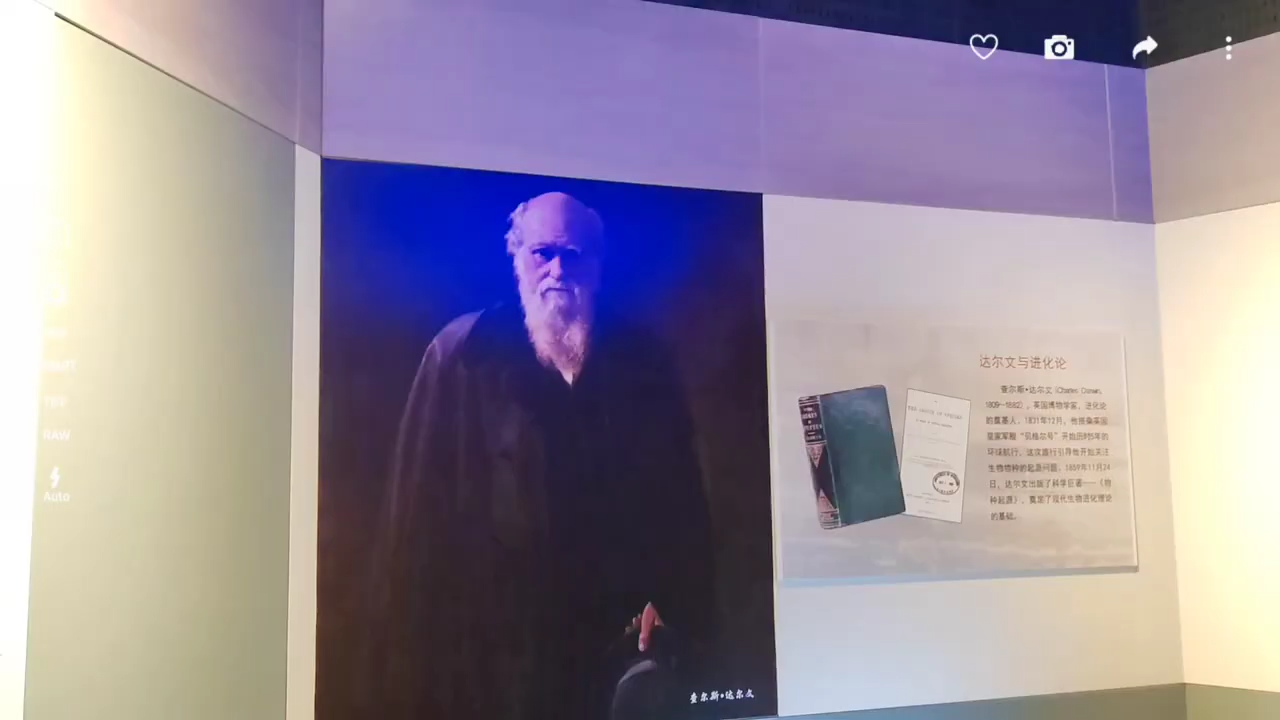 RAW
Auto
查尔斯•达尔文
THE ORIGIN OF SPECIES
达尔文与进化论
查尔斯•达尔文（Charles Darwin,
1809—1882），英国博物学家，进化论
的奠基人。1831年12月，他搭乘英国
皇家军舰“贝格尔号”开始历时5年的
环球航行，这次旅行引导他开始关注
生物物种的起源问题。1859年11月24
日，达尔文出版了科学巨著——《物
种起源》，奠定了现代生物进化理论
的基础。